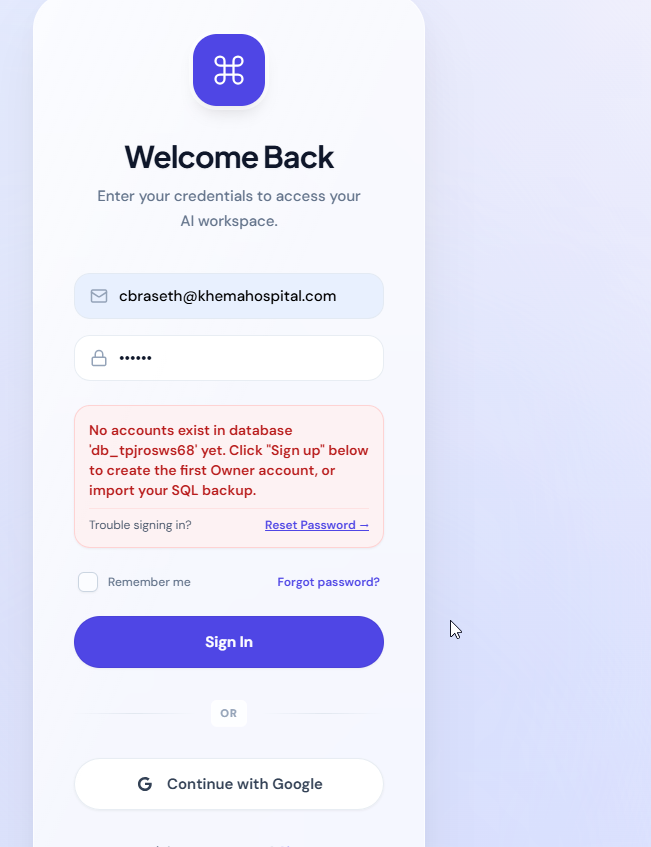 Welcome Back
Enter your credentials to access your
AI workspace.
cbraseth@khemahospital.com
••••••
No accounts exist in database
'db_tpjrosws68' yet. Click "Sign up" below
to create the first Owner account, or
import your SQL backup.
Trouble signing in? Reset Password →
Remember me Forgot password?
Sign In
OR
Continue with Google